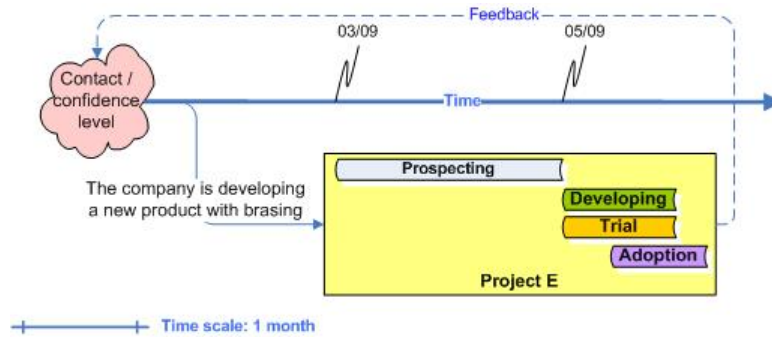 Feedback
03/09
05/09
Contact /
confidence
level
Time
Prospecting
The company is developing
a new product with brasing
Developing
Trial
Adoption
Project E
Time scale: 1 month